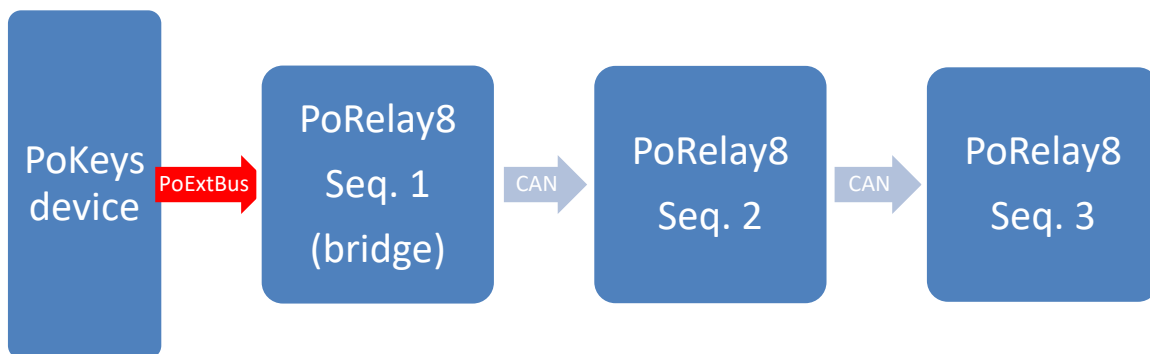 PoKeys
device
PoExtBus
PoRelay8
Seq. 1
(bridge)
CAN
PoRelay8
Seq. 2
CAN
PoRelay8
Seq. 3